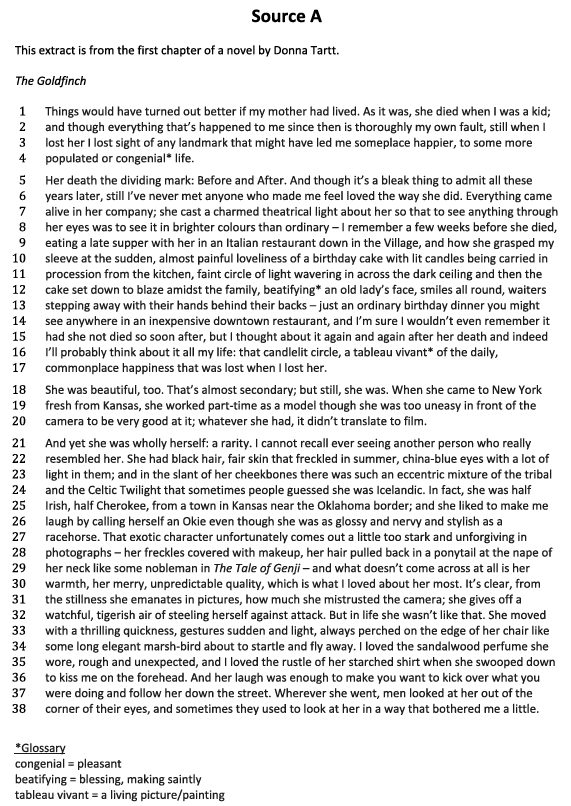 Source A
This extract is from the first chapter of a novel by Donna Tartt.
The Goldfinch
1 Things would have turned out better if my mother had lived. As it was, she died when I was a kid;
2 and though everything that's happened to me since then is thoroughly my own fault, still when I
3 lost her I lost sight of any landmark that might have led me someplace happier, to some more
4 populated or congenial* life.
5 Her death the dividing mark: Before and After. And though it's a bleak thing to admit all these
6 years later, still I've never met anyone who made me feel loved the way she did. Everything came
7 alive in her company; she cast a charmed theatrical light about her so that to see anything through
8 her eyes was to see it in brighter colours than ordinary – I remember a few weeks before she died,
9 eating a late supper with her in an Italian restaurant down in the Village, and how she grasped my
10 sleeve at the sudden, almost painful loveliness of a birthday cake with lit candles being carried in
11 procession from the kitchen, faint circle of light wavering in across the dark ceiling and then the
12 cake set down to blaze amidst the family, beatifying* an old lady's face, smiles all round, waiters
13 stepping away with their hands behind their backs – just an ordinary birthday dinner you might
14 see anywhere in an inexpensive downtown restaurant, and I'm sure I wouldn't even remember it
15 had she not died so soon after, but I thought about it again and again after her death and indeed
16 I'll probably think about it all my life: that candlelit circle, a tableau vivant* of the daily,
17 commonplace happiness that was lost when I lost her.
18 She was beautiful, too. That's almost secondary; but still, she was. When she came to New York
19 fresh from Kansas, she worked part-time as a model though she was too uneasy in front of the
20 camera to be very good at it; whatever she had, it didn't translate to film.
21 And yet she was wholly herself: a rarity. I cannot recall ever seeing another person who really
22 resembled her. She had black hair, fair skin that freckled in summer, china-blue eyes with a lot of
23 light in them; and in the slant of her cheekbones there was such an eccentric mixture of the tribal
24 and the Celtic Twilight that sometimes people guessed she was Icelandic. In fact, she was half
25 Irish, half Cherokee, from a town in Kansas near the Oklahoma border; and she liked to make me
26 laugh by calling herself an Okie even though she was as glossy and nervy and stylish as a
27 racehorse. That exotic character unfortunately comes out a little too stark and unforgiving in
28 photographs – her freckles covered with makeup, her hair pulled back in a ponytail at the nape of
29 her neck like some nobleman in The Tale of Genji – and what doesn't come across at all is her
30 warmth, her merry, unpredictable quality, which is what I loved about her most. It's clear, from
31 the stillness she emanates in pictures, how much she mistrusted the camera; she gives off a
32 watchful, tigerish air of steeling herself against attack. But in life she wasn't like that. She moved
33 with a thrilling quickness, gestures sudden and light, always perched on the edge of her chair like
34 some long elegant marsh-bird about to startle and fly away. I loved the sandalwood perfume she
35 wore, rough and unexpected, and I loved the rustle of her starched shirt when she swooped down
36 to kiss me on the forehead. And her laugh was enough to make you want to kick over what you
37 were doing and follow her down the street. Wherever she went, men looked at her out of the
38 corner of their eyes, and sometimes they used to look at her in a way that bothered me a little.
*Glossary
congenial = pleasant
beatifying = blessing, making saintly
tableau vivant = a living picture/painting